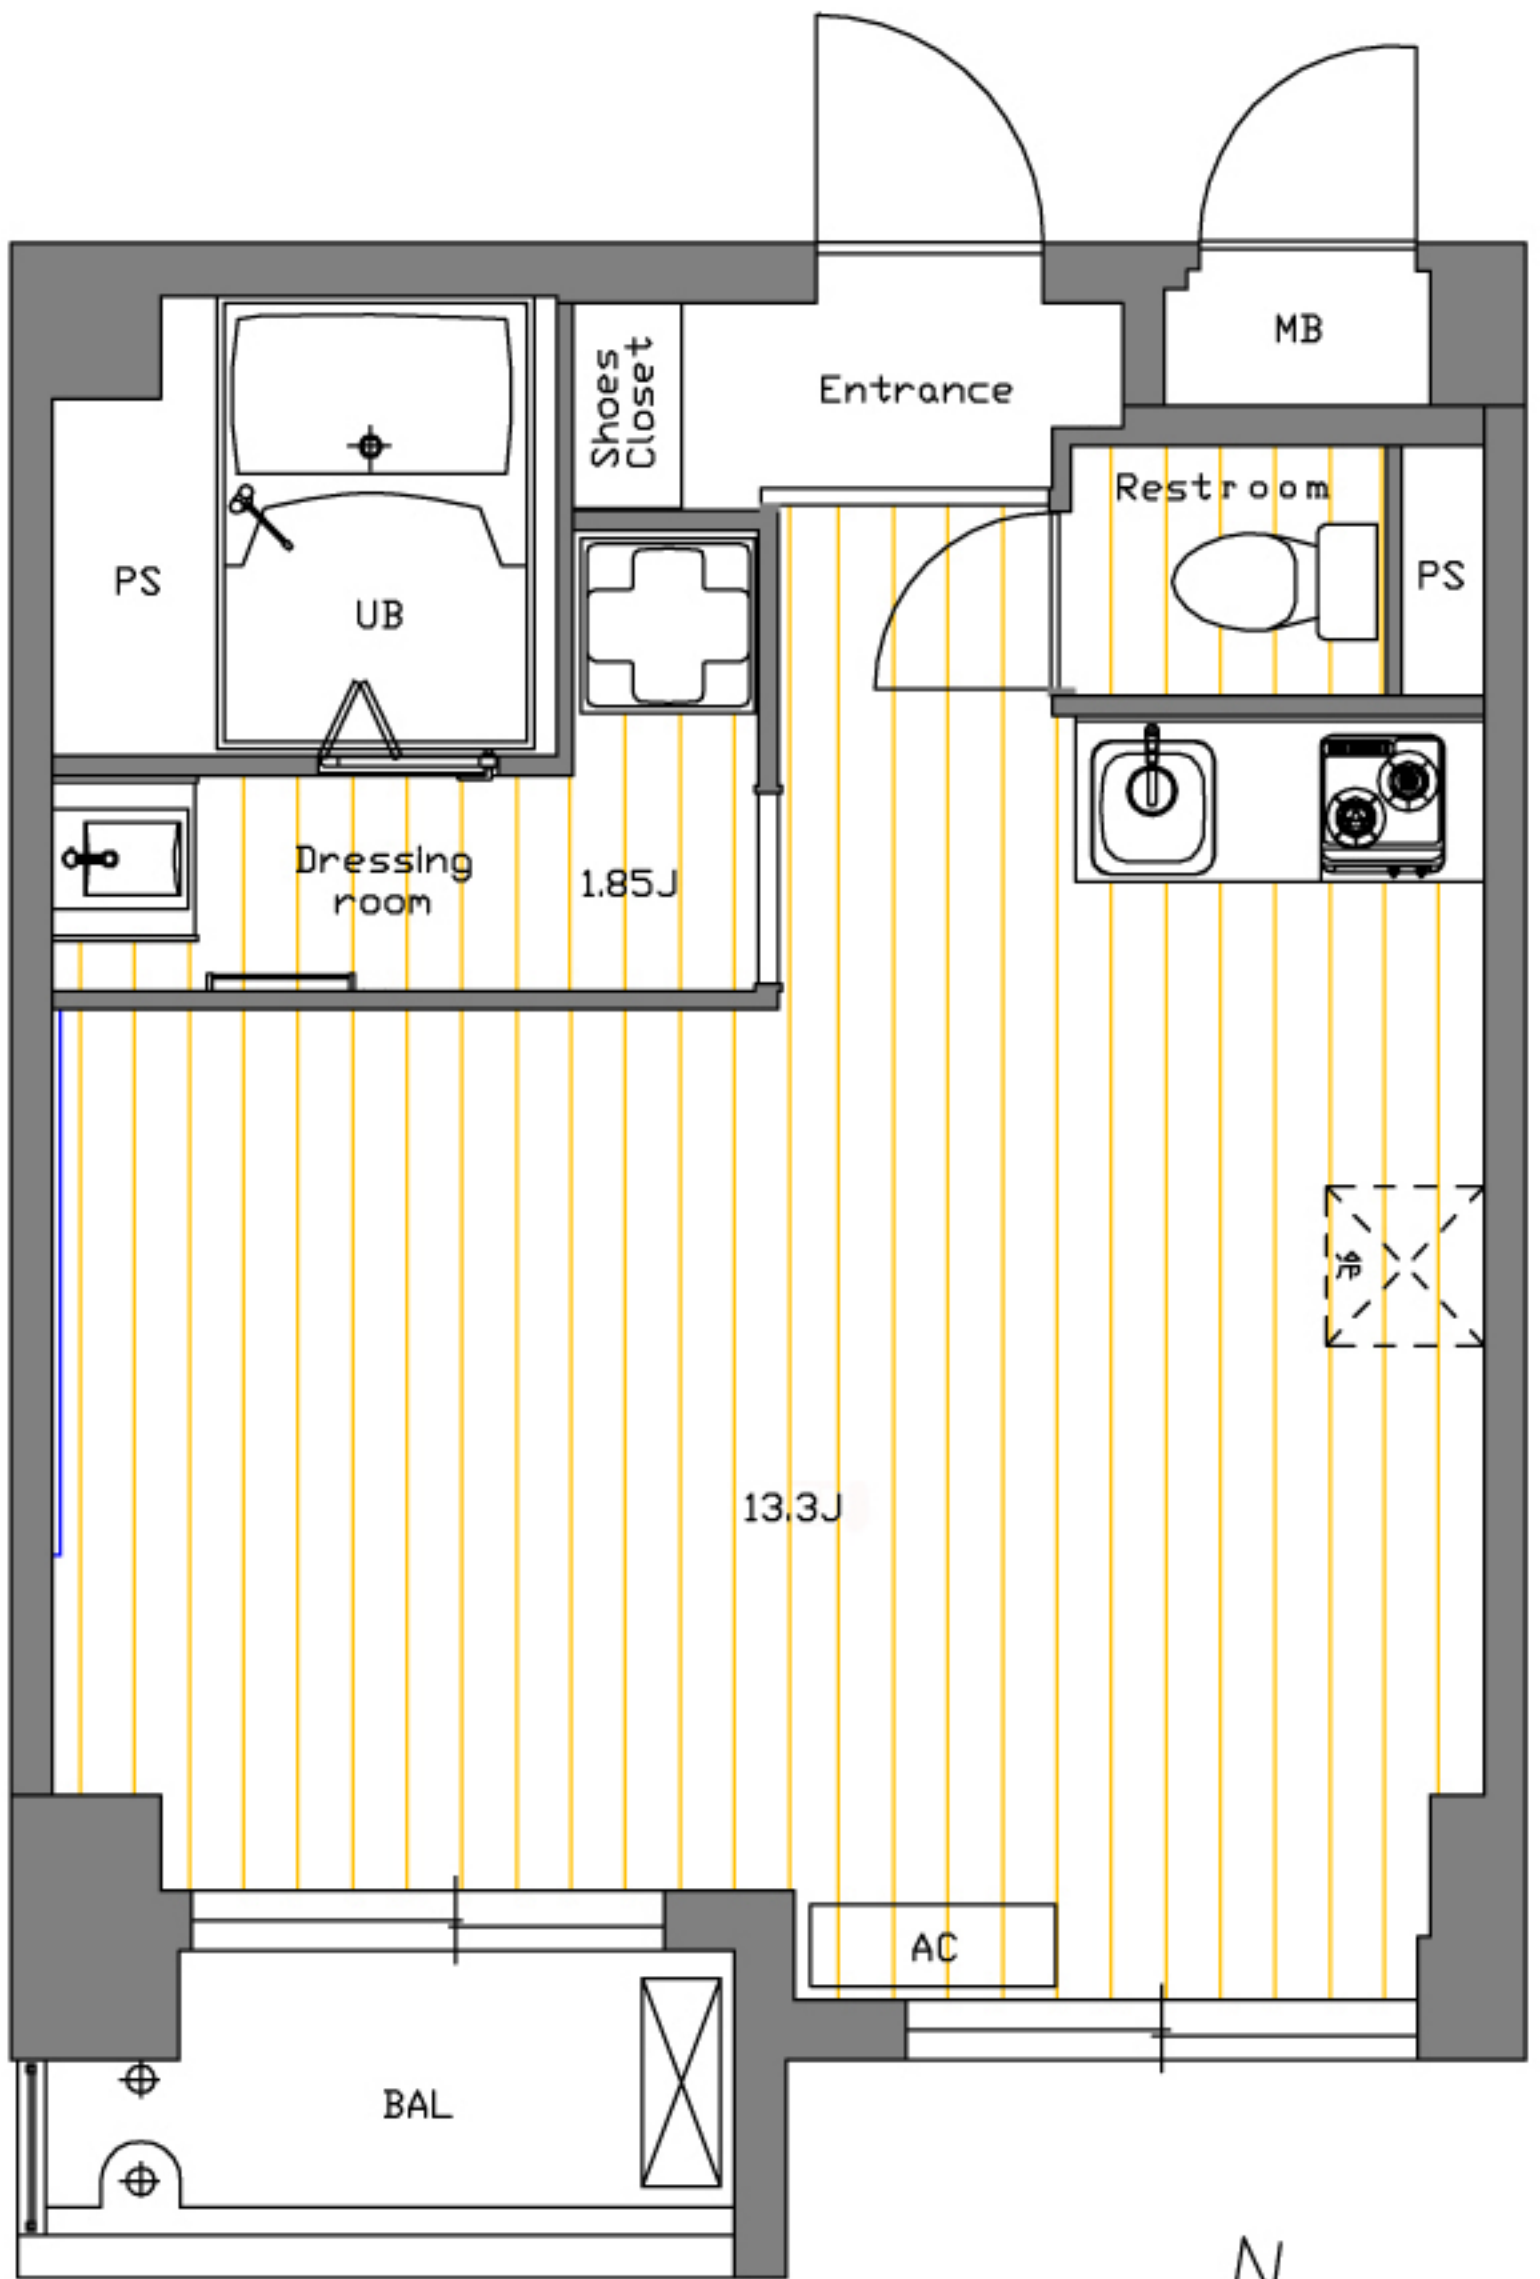 MB
Entrance
Shoes
Closet
Restroom
PS
PS
UB
Dressing
room
1.85J
13.3J
AC
BAL
N